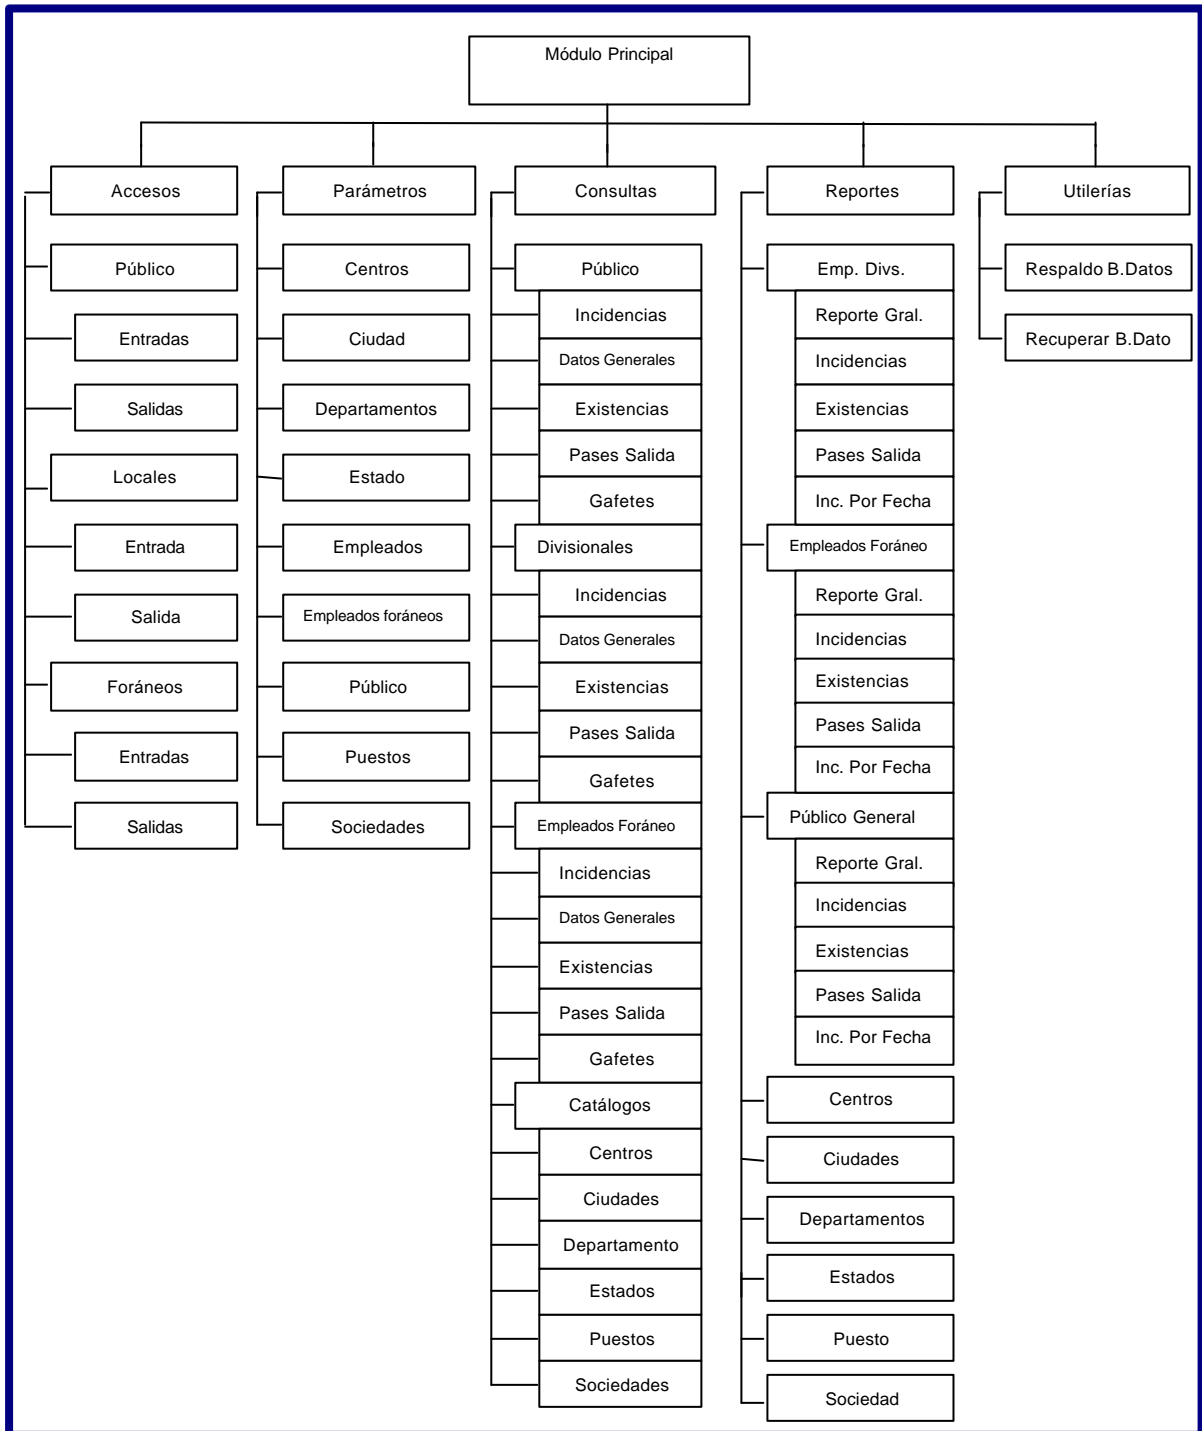 Módulo Principal
Accesos
Público
Entradas
Salidas
Locales
Entrada
Salida
Foráneos
Entradas
Salidas
Parámetros
Centros
Ciudad
Departamentos
Estado
Empleados
Empleados foráneos
Público
Puestos
Sociedades
Consultas
Público
Incidencias
Datos Generales
Existencias
Pases Salida
Gafetes
Divisionales
Incidencias
Datos Generales
Existencias
Pases Salida
Gafetes
Empleados Foráneo
Incidencias
Datos Generales
Existencias
Pases Salida
Gafetes
Catálogos
Centros
Ciudades
Departamento
Estados
Puestos
Sociedades
Reportes
Emp. Divs.
Reporte Gral.
Incidencias
Existencias
Pases Salida
Inc. Por Fecha
Empleados Foráneo
Reporte Gral.
Incidencias
Existencias
Pases Salida
Inc. Por Fecha
Público General
Reporte Gral.
Incidencias
Existencias
Pases Salida
Inc. Por Fecha
Centros
Ciudades
Departamentos
Estados
Puesto
Sociedad
Utilerías
Respaldo B.Datos
Recuperar B.Dato